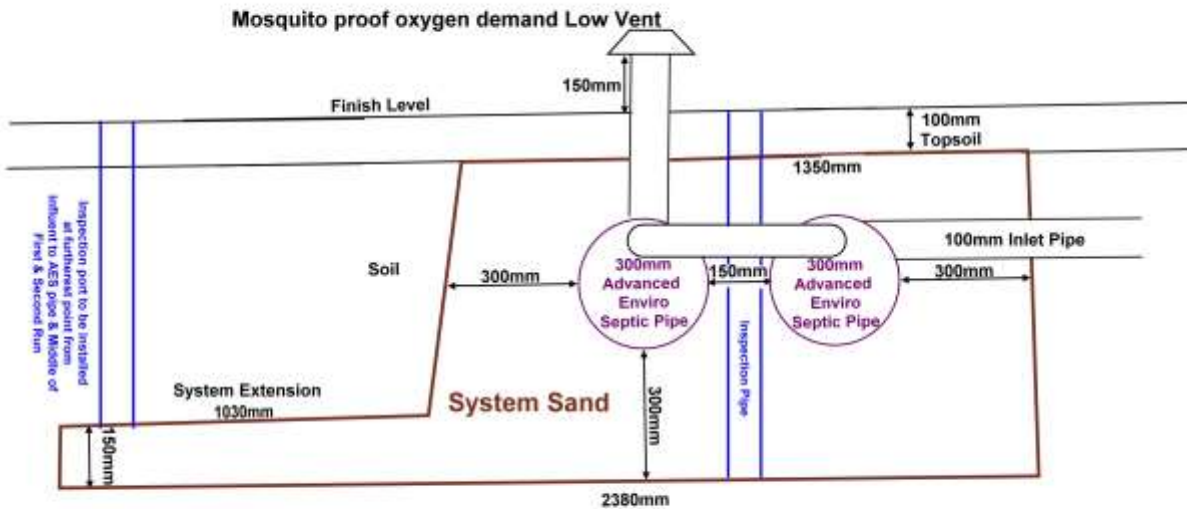 Mosquito proof oxygen demand Low Vent
150mm
Finish Level
100mm
Topsoil
1350mm
Inspection port to be installed
at furtherest point from
influent to AES pipe & Middle of
First & Second Run
Soil
300mm
300mm
Advanced
Enviro
Septic Pipe
150mm
300mm
Advanced
Enviro
Septic Pipe
100mm Inlet Pipe
300mm
Inspection Pipe
System Extension
1030mm
System Sand
300mm
150mm
2380mm